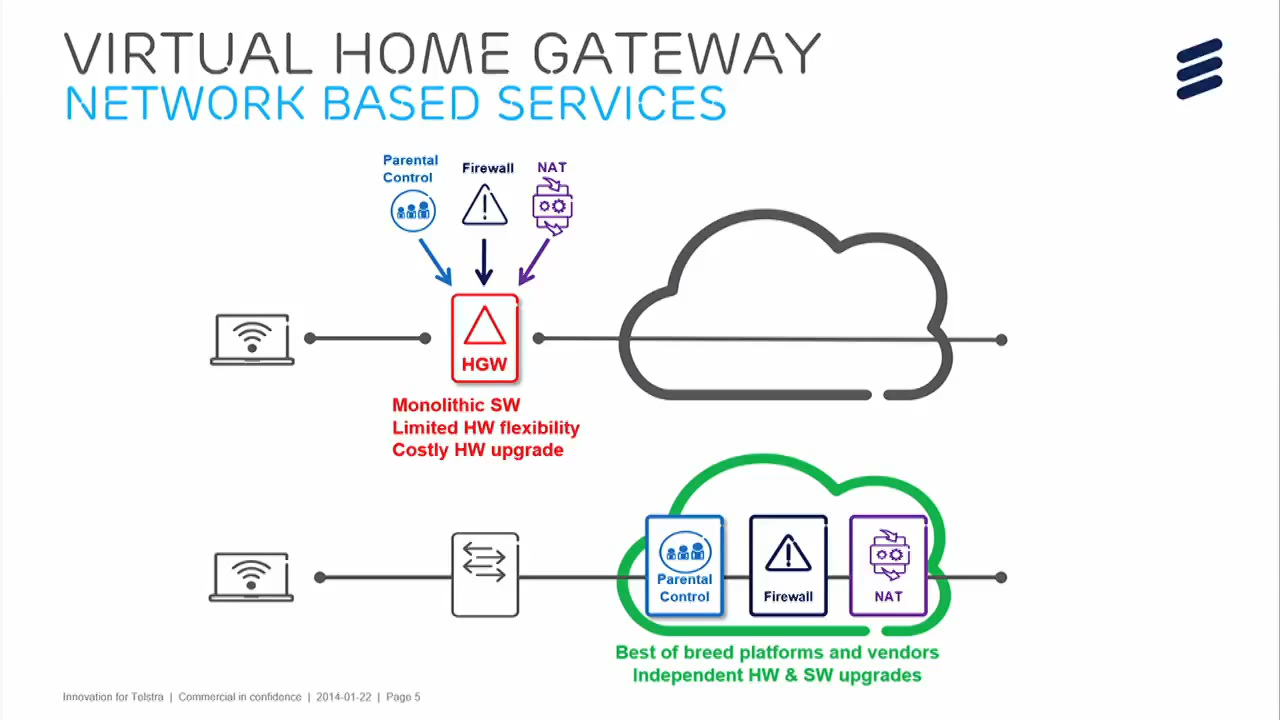 VIRTUAL HOME GATEWAY
NETWORK BASED SERVICES
Parental
Control
Firewall
NAT
HGW
Monolithic SW
Limited HW flexibility
Costly HW upgrade
Parental
Control
Firewall
NAT
Best of breed platforms and vendors
Independent HW & SW upgrades
Innovation for Telstra | Commercial in confidence | 2014-01-22 | Page 5